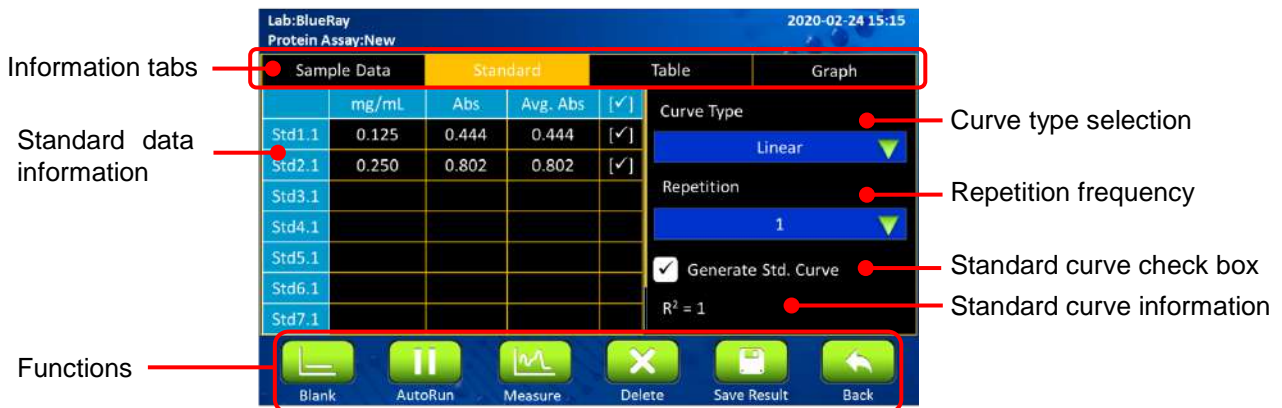 Lab:BlueRay
2020-02-24 15:15
Protein Assay:New
Information tabs
Sample Data Standard Table Graph
mg/mL Abs Avg. Abs [✓]
Std1.1 0.125 0.444 0.444 [✓]
Std2.1 0.250 0.802 0.802 [✓]
Std3.1
Std4.1
Std5.1
Std6.1
Std7.1
Standard data
information
Curve Type
Linear
Repetition
1
✓ Generate Std. Curve
R² = 1
Curve type selection
Repetition frequency
Standard curve check box
Standard curve information
Functions
Blank AutoRun Measure Delete Save Result Back